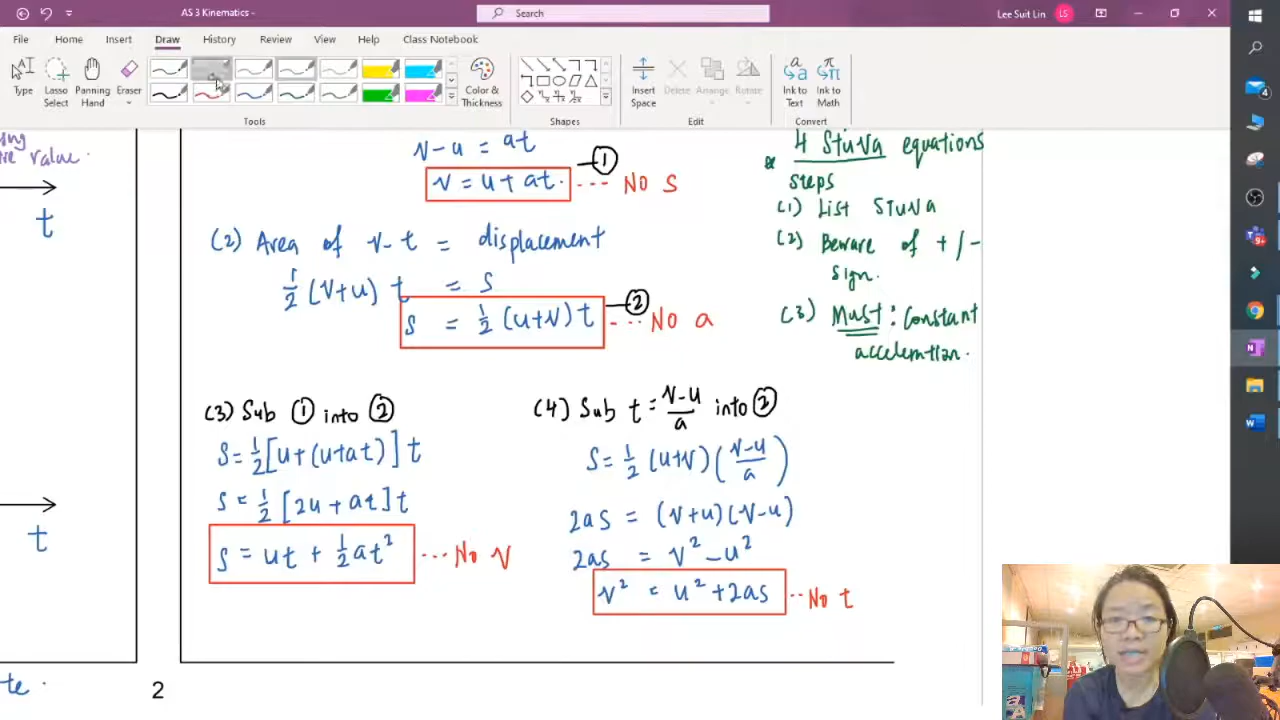 AS 3 Kinematics -
Search
Lee Suit Lin
LS
File
Home
Insert
Draw
History
Review
View
Help
Class Notebook
Type
Lasso Select
Panning Hand
Eraser
Color & Thickness
Insert Space
Delete
Arrange
Rotate
Ink to Text
Ink to Math
Tools
Shapes
Edit
Convert
value.
t
t
2
v-u = at
v = u + at. --- No s
①
(2) Area of v-t = displacement
½(v+u) t = s
s = ½(u+v)t --- No a
②
(3) Sub ① into ②
s = ½[u+(u+at)]t
s = ½[2u+at]t
s = ut + ½at² --- No v
(4) Sub t = (v-u)/a into ②
s = ½(u+v)((v-u)/a)
2as = (v+u)(v-u)
2as = v² - u²
v² = u² + 2as -- No t
4 Stuva equations
steps
(1) List Stuva
(2) Beware of +/-
sign.
(3) Must : constant
acceleration.
4
9+